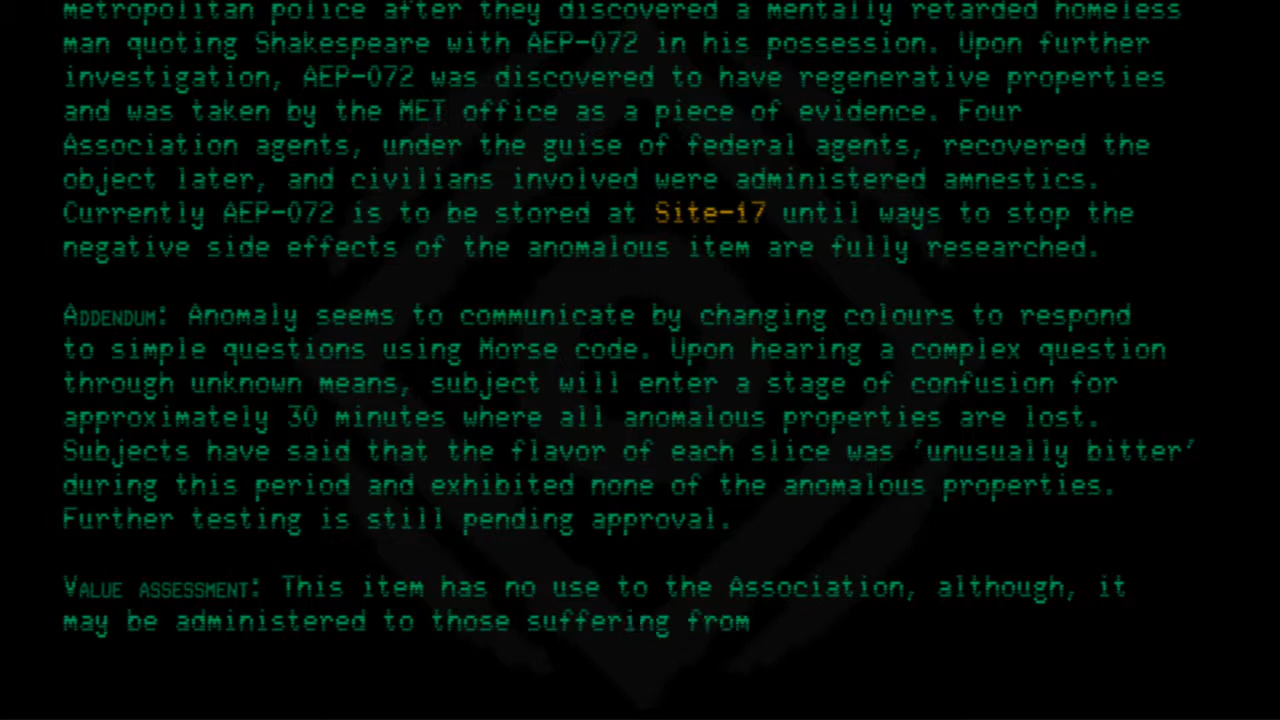 metropolitan police after they discovered a mentally retarded homeless
man quoting Shakespeare with AEP-072 in his possession. Upon further
investigation, AEP-072 was discovered to have regenerative properties
and was taken by the MET office as a piece of evidence. Four
Association agents, under the guise of federal agents, recovered the
object later, and civilians involved were administered amnestics.
Currently AEP-072 is to be stored at Site-17 until ways to stop the
negative side effects of the anomalous item are fully researched.
ADDENDUM: Anomaly seems to communicate by changing colours to respond
to simple questions using Morse code. Upon hearing a complex question
through unknown means, subject will enter a stage of confusion for
approximately 30 minutes where all anomalous properties are lost.
Subjects have said that the flavor of each slice was 'unusually bitter'
during this period and exhibited none of the anomalous properties.
Further testing is still pending approval.
VALUE ASSESSMENT: This item has no use to the Association, although, it
may be administered to those suffering from